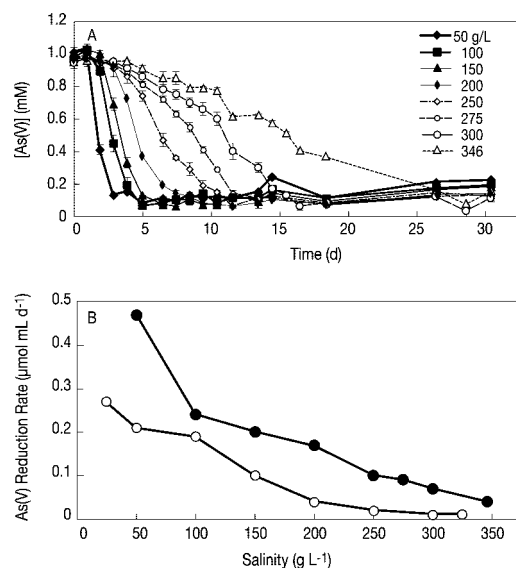 A
50 g/L
100
150
200
250
275
300
346
[As(V)] (mM)
1.0
0.8
0.6
0.4
0.2
0
0 5 10 15 20 25 30
Time (d)
B
As(V) Reduction Rate (µmol mL d⁻¹)
0.5
0.4
0.3
0.2
0.1
0
0 50 100 150 200 250 300 350
Salinity (g L⁻¹)